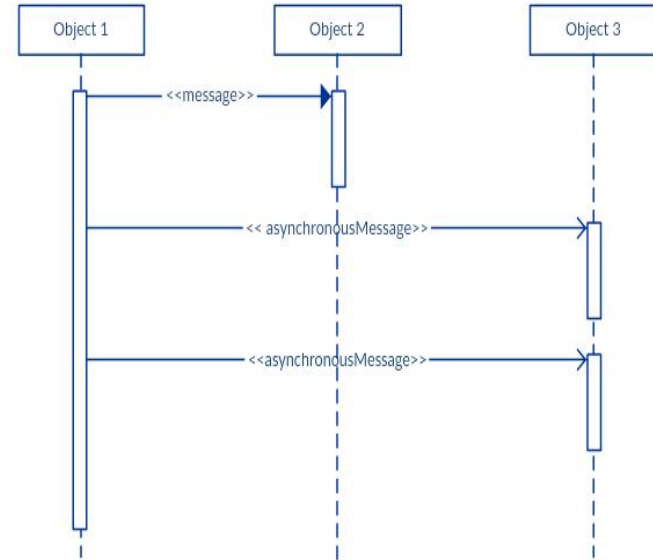 Object 1
Object 2
Object 3
<<message>>
<< asynchronousMessage>>
<<asynchronousMessage>>